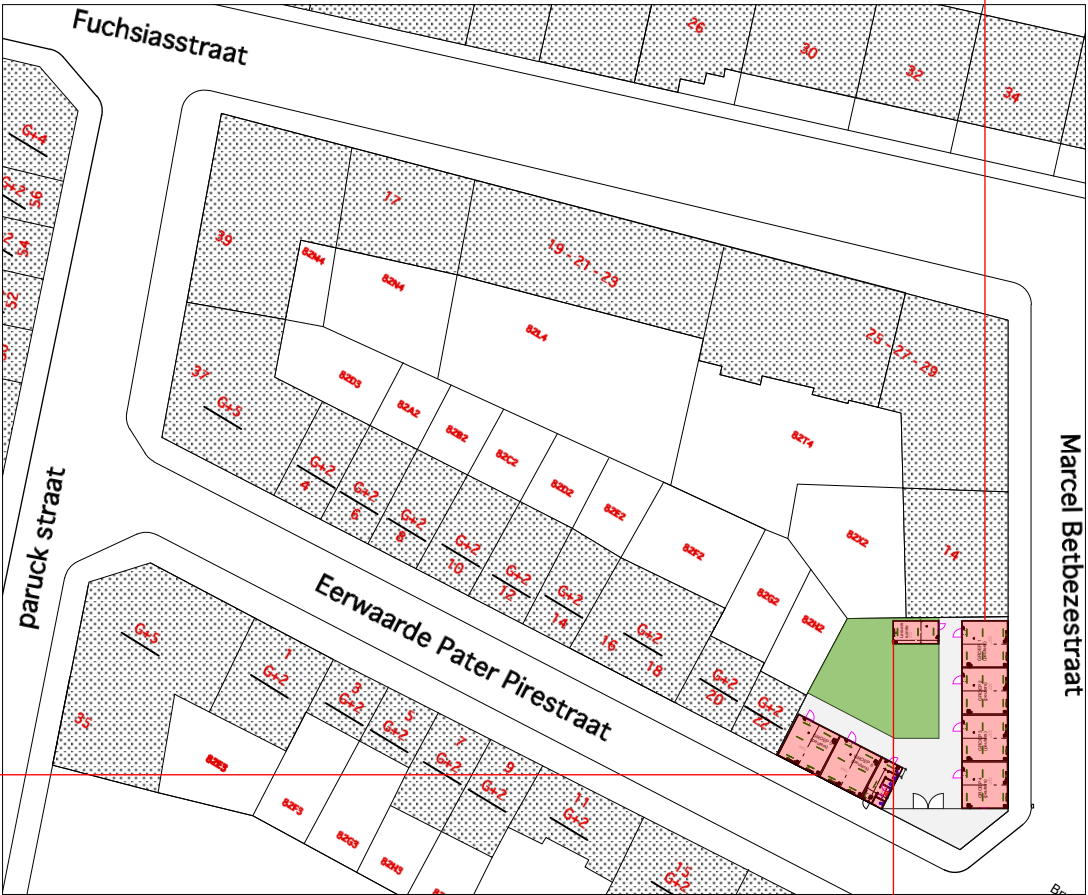 Fuchsiasstraat
26
30
32
34
G+4
G+2
56
2
54
52
39
17
19 - 21 - 23
25 - 27 - 29
82M4
82N4
82L4
82T4
37
G+5
82D3
82A2
82B2
82C2
82D2
82E2
82F2
82G2
82H2
82X2
14
G+2
4
G+2
6
G+2
8
G+2
10
G+2
12
G+2
14
16
G+2
18
G+2
20
G+2
22
Marcel Betbezestraat
paruck straat
Eerwaarde Pater Pirestraat
G+5
35
1
G+2
3
G+2
5
G+2
7
G+2
9
G+2
11
G+2
15
G+2
82E3
82F3
82G3
82H3